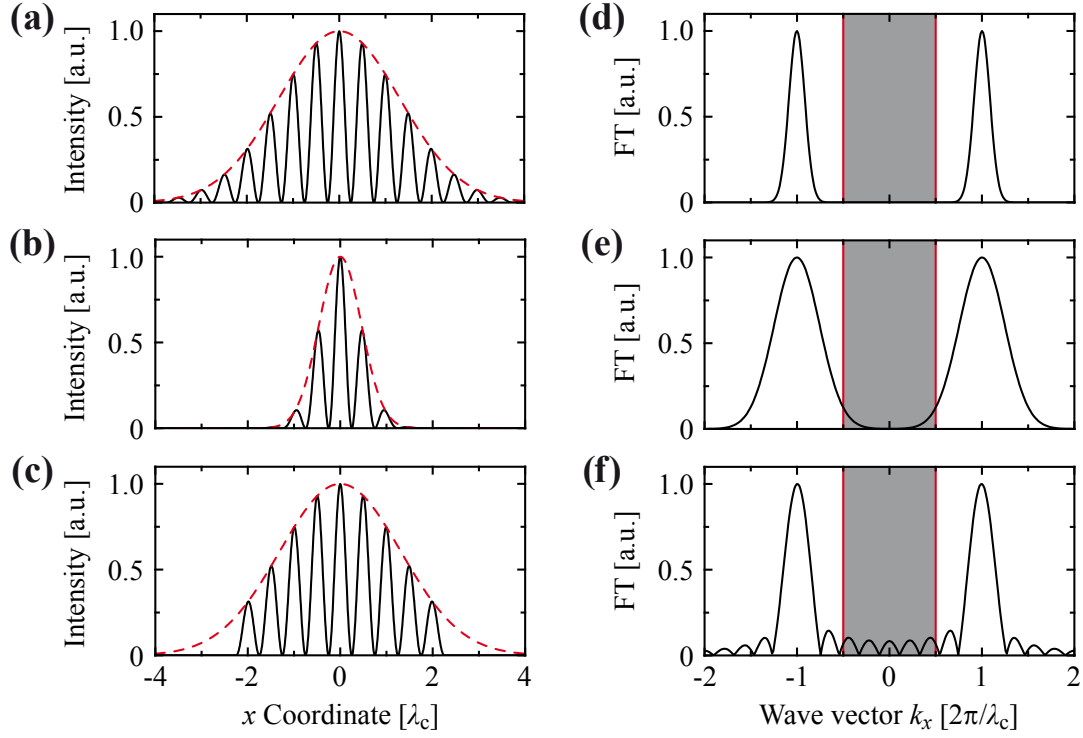 (a)
Intensity [a.u.]
1.0
0.5
0
(d)
FT [a.u.]
1.0
0.5
0
(b)
Intensity [a.u.]
1.0
0.5
0
(e)
FT [a.u.]
1.0
0.5
0
(c)
Intensity [a.u.]
1.0
0.5
0
-4 -2 0 2 4
x Coordinate [λc]
(f)
FT [a.u.]
1.0
0.5
0
-2 -1 0 1 2
Wave vector kx [2π/λc]